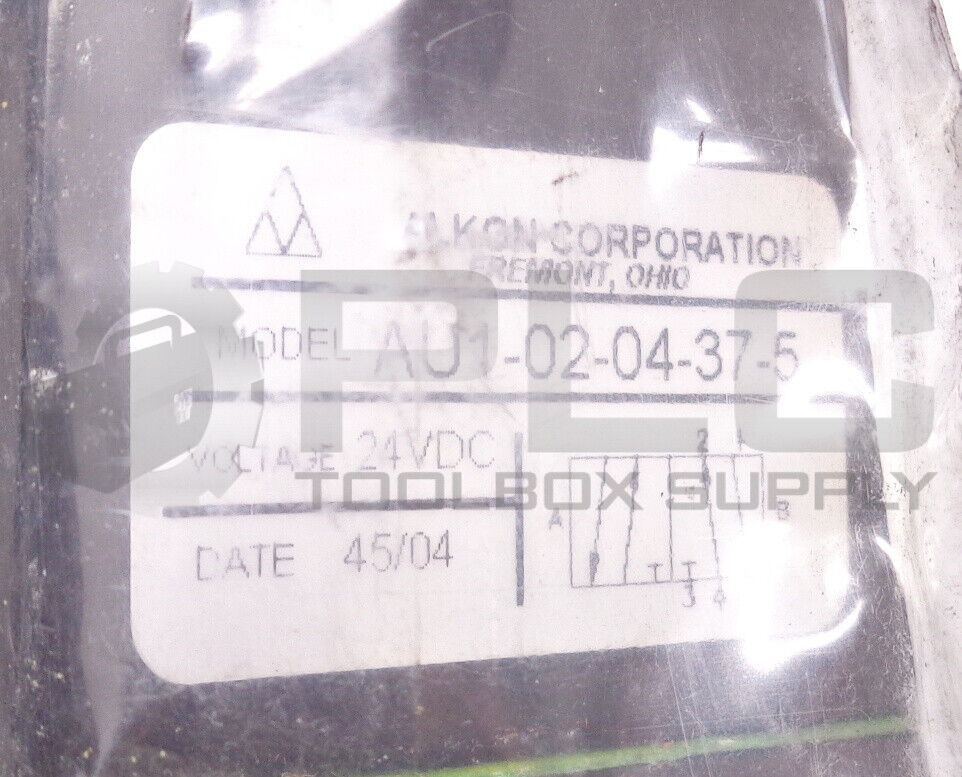 ALKON CORPORATION
FREMONT, OHIO
MODEL AU1-02-04-37-5
VOLTAGE 24VDC
DATE 45/04
2 1
A B
3 4
PLC
TOOLBOX SUPPLY